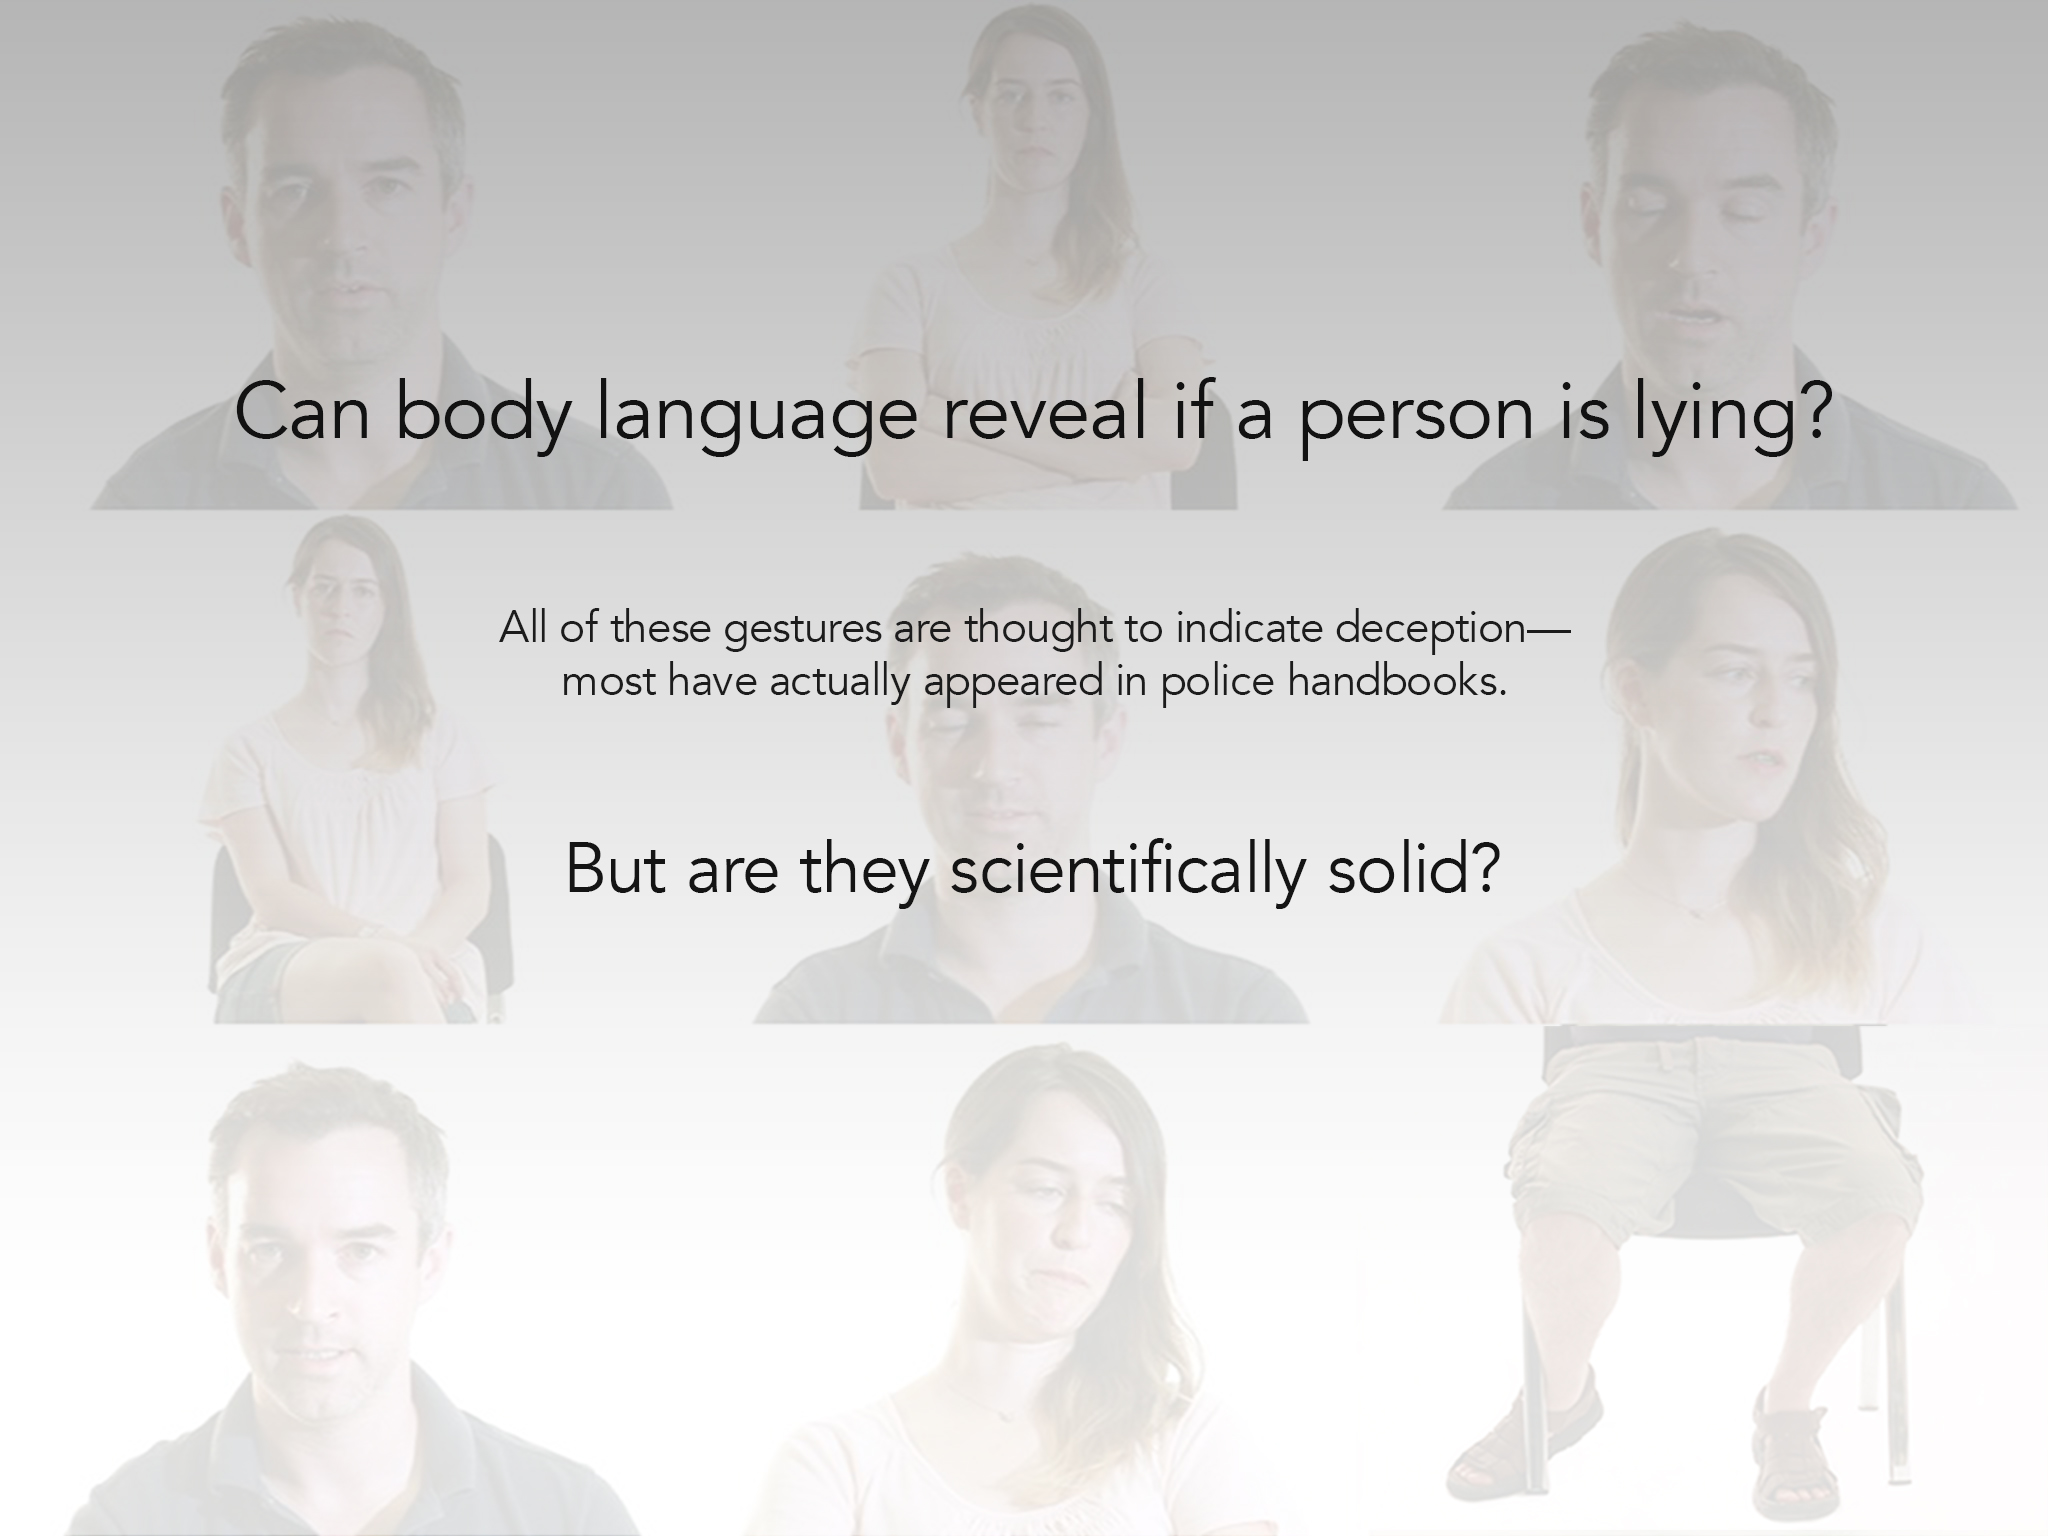 Can body language reveal if a person is lying?
All of these gestures are thought to indicate deception—
most have actually appeared in police handbooks.
But are they scientifically solid?